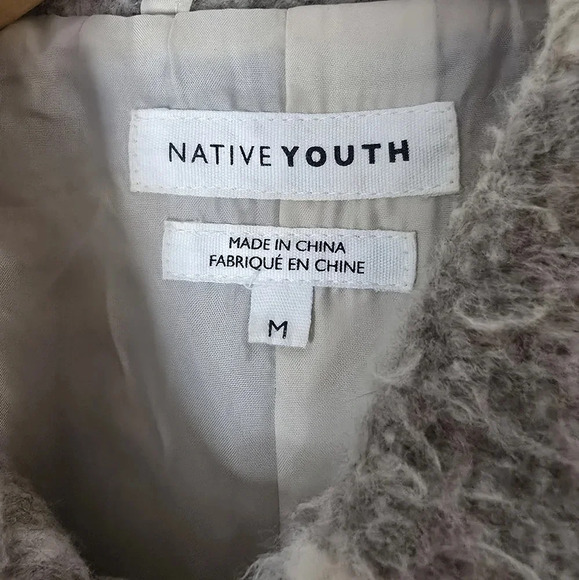 NATIVE YOUTH
MADE IN CHINA
FABRIQUÉ EN CHINE
M